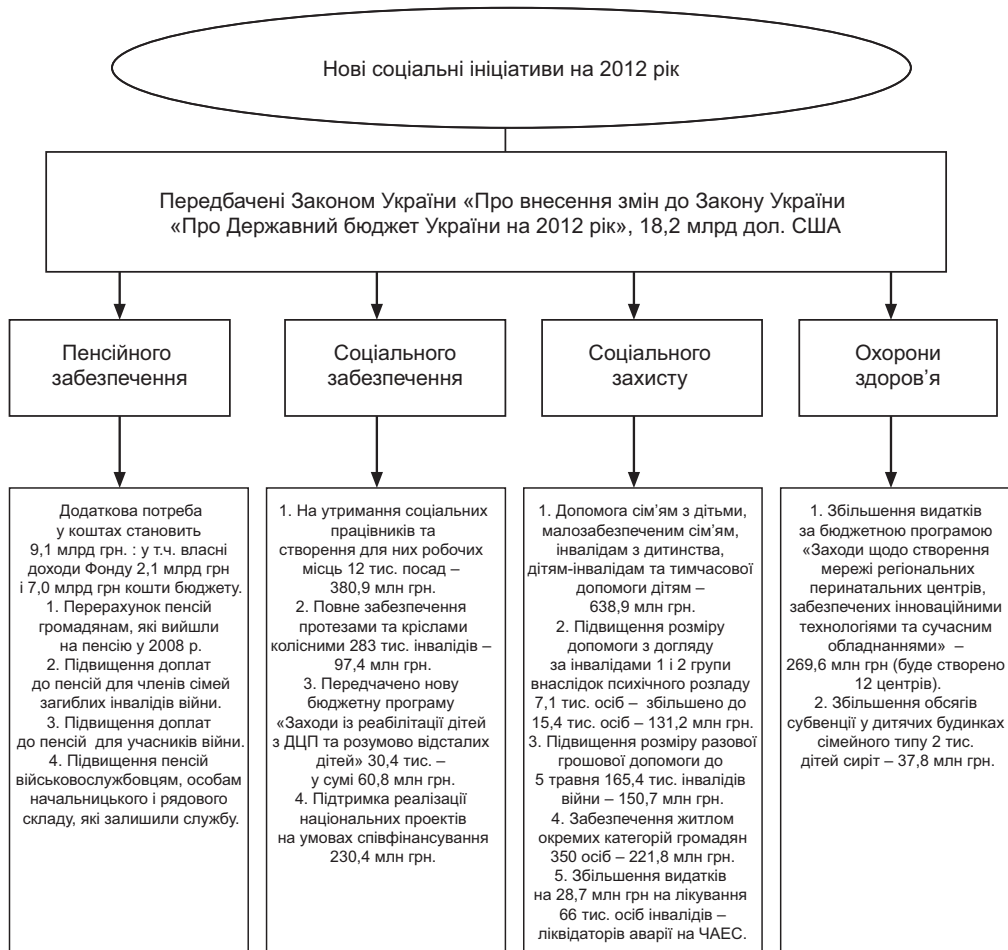 Нові соціальні ініціативи на 2012 рік
Передбачені Законом України «Про внесення змін до Закону України
«Про Державний бюджет України на 2012 рік», 18,2 млрд дол. США
Пенсійного
забезпечення
Соціального
забезпечення
Соціального
захисту
Охорони
здоров’я
Додаткова потреба
у коштах становить
9,1 млрд грн. : у т.ч. власні
доходи Фонду 2,1 млрд грн
і 7,0 млрд грн кошти бюджету.
1. Перерахунок пенсій
громадянам, які вийшли
на пенсію у 2008 р.
2. Підвищення доплат
до пенсій для членів сімей
загиблих інвалідів війни.
3. Підвищення доплат
до пенсій для учасників війни.
4. Підвищення пенсій
військовослужбовцям, особам
начальницького і рядового
складу, які залишили службу.
1. На утримання соціальних
працівників та
створення для них робочих
місць 12 тис. посад –
380,9 млн грн.
2. Повне забезпечення
протезами та кріслами
колісними 283 тис. інвалідів –
97,4 млн грн.
3. Передчачено нову
бюджетну програму
«Заходи із реабілітації дітей
з ДЦП та розумово відсталих
дітей» 30,4 тис. –
у сумі 60,8 млн грн.
4. Підтримка реалізації
національних проектів
на умовах співфінансування
230,4 млн грн.
1. Допомога сім’ям з дітьми,
малозабезпеченим сім’ям,
інвалідам з дитинства,
дітям-інвалідам та тимчасової
допомоги дітям –
638,9 млн грн.
2. Підвищення розміру
допомоги з догляду
за інвалідами 1 і 2 групи
внаслідок психічного розладу
7,1 тис. осіб – збільшено до
15,4 тис. осіб – 131,2 млн грн.
3. Підвищення розміру разової
грошової допомоги до
5 травня 165,4 тис. інвалідів
війни – 150,7 млн грн.
4. Забезпечення житлом
окремих категорій громадян
350 осіб – 221,8 млн грн.
5. Збільшення видатків
на 28,7 млн грн на лікування
66 тис. осіб інвалідів –
ліквідаторів аварії на ЧАЕС.
1. Збільшення видатків
за бюджетною програмою
«Заходи щодо створення
мережі регіональних
перинатальних центрів,
забезпечених інноваційними
технологіями та сучасним
обладнаннями» –
269,6 млн грн (буде створено
12 центрів).
2. Збільшення обсягів
субвенції у дитячих будинках
сімейного типу 2 тис.
дітей сиріт – 37,8 млн грн.